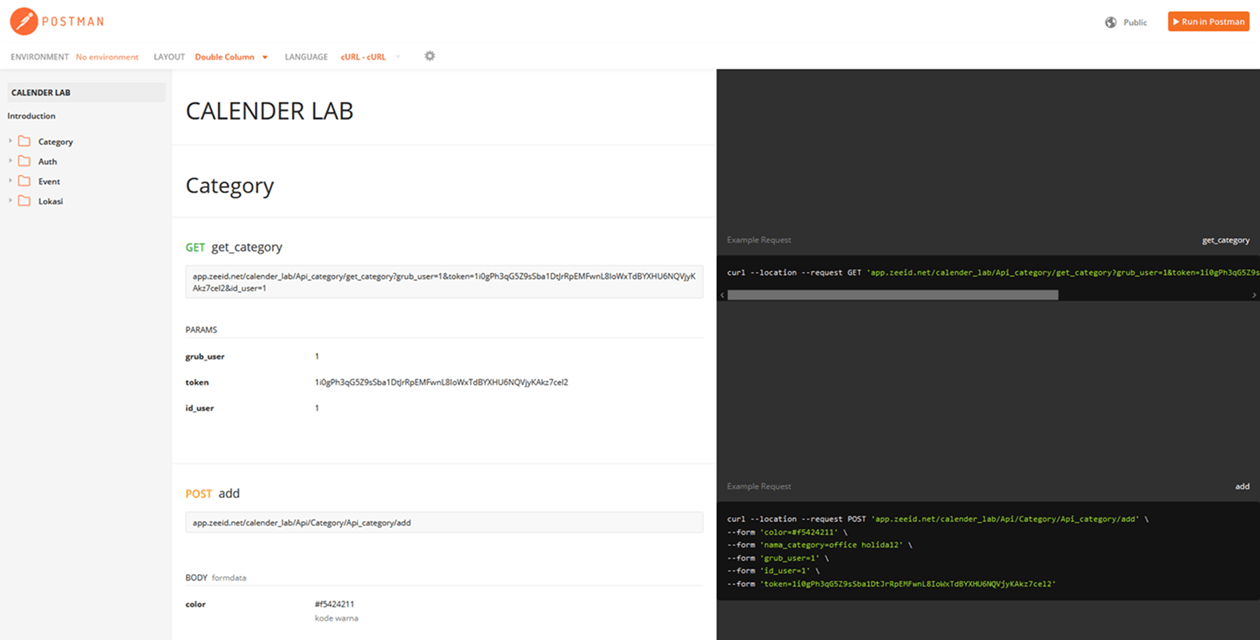 POSTMAN
Public
Run in Postman
ENVIRONMENT No environment LAYOUT Double Column LANGUAGE cURL - cURL
CALENDER LAB
Introduction
Category
Auth
Event
Lokasi
CALENDER LAB
Category
GET get_category
app.zeeid.net/calender_lab/Api_category/get_category?grub_user=1&token=1i0gPh3qG5Z9sSba1DtJrRpEMFwnL8IoWxTdBYXHU6NQVjyK
Akz7cel2&id_user=1
PARAMS
grub_user 1
token 1i0gPh3qG5Z9sSba1DtJrRpEMFwnL8IoWxTdBYXHU6NQVjyKAkz7cel2
id_user 1
POST add
app.zeeid.net/calender_lab/Api/Category/Api_category/add
BODY formdata
color #f5424211
kode warna
Example Request get_category
curl --location --request GET 'app.zeeid.net/calender_lab/Api_category/get_category?grub_user=1&token=1i0gPh3qG5Z9s
Example Request add
curl --location --request POST 'app.zeeid.net/calender_lab/Api/Category/Api_category/add' \
--form 'color=#f5424211' \
--form 'nama_category=office holida12' \
--form 'grub_user=1' \
--form 'id_user=1' \
--form 'token=1i0gPh3qG5Z9sSba1DtJrRpEMFwnL8IoWxTdBYXHU6NQVjyKAkz7cel2'